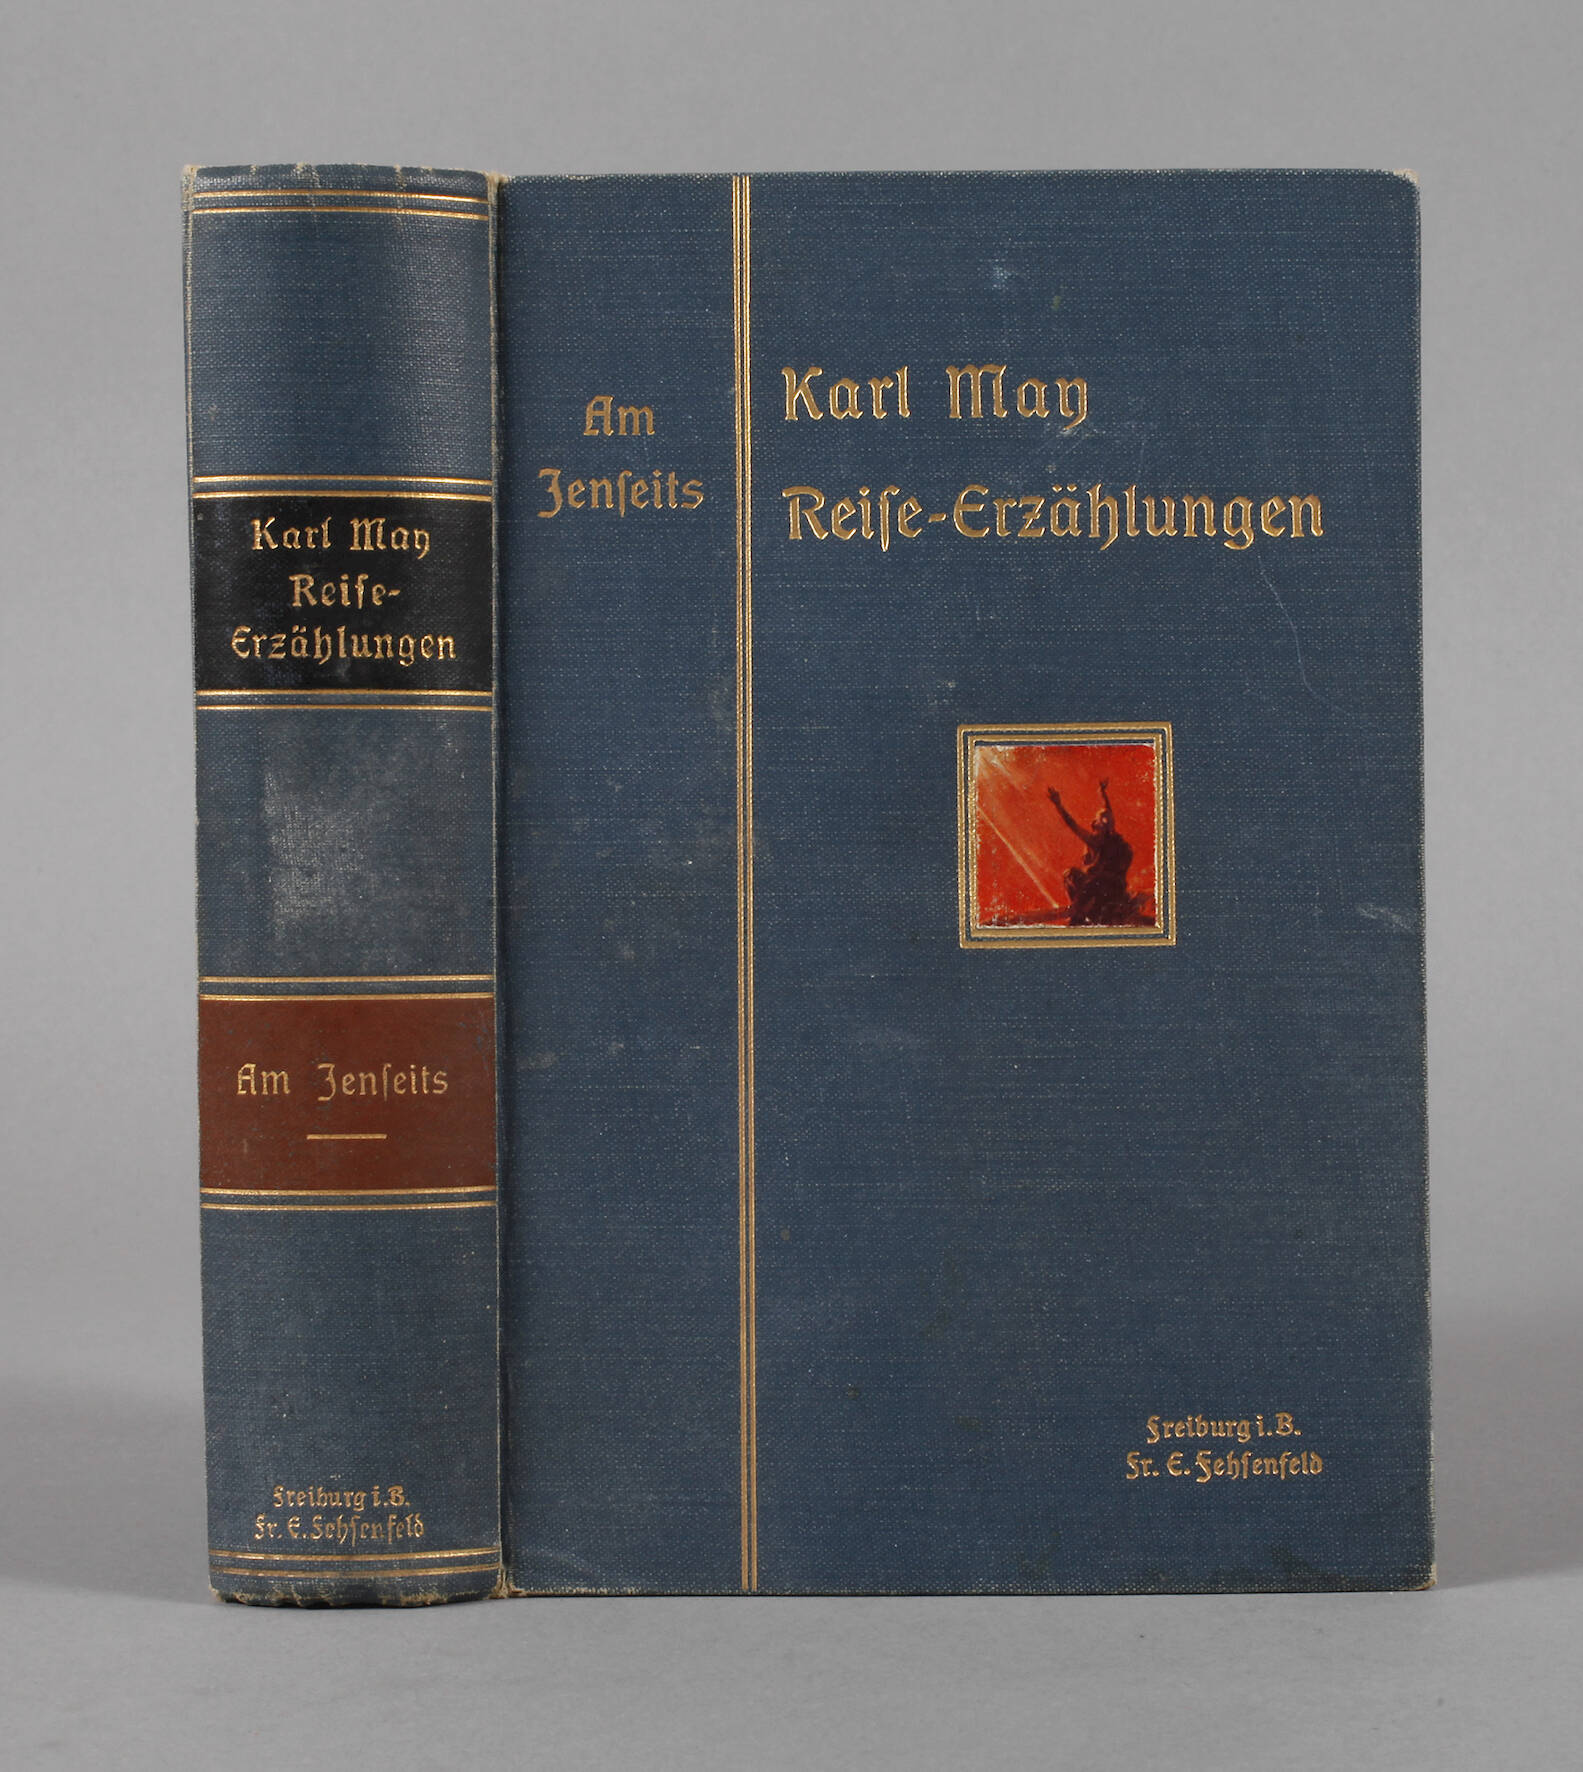 Karl May
Reiſe-
Erzählungen
Am Jenſeits
Freiburg i. B.
Fr. E. Fehſenfeld
Am
Jenſeits
Karl May
Reiſe-Erzählungen
Freiburg i. B.
Fr. E. Fehſenfeld